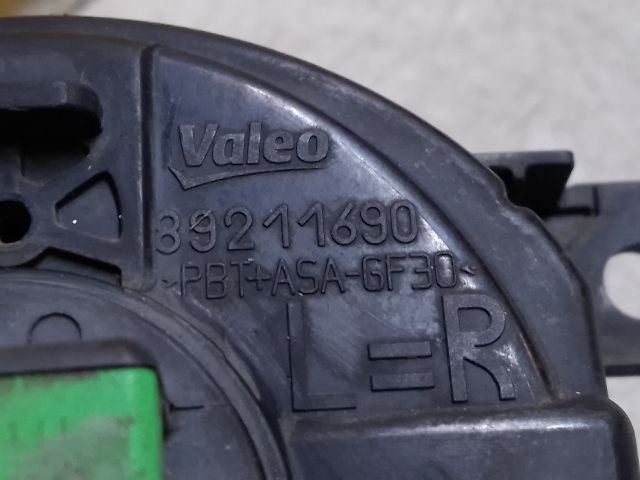 Valeo
89211690
>PBT+ASA-GF30<
L=R